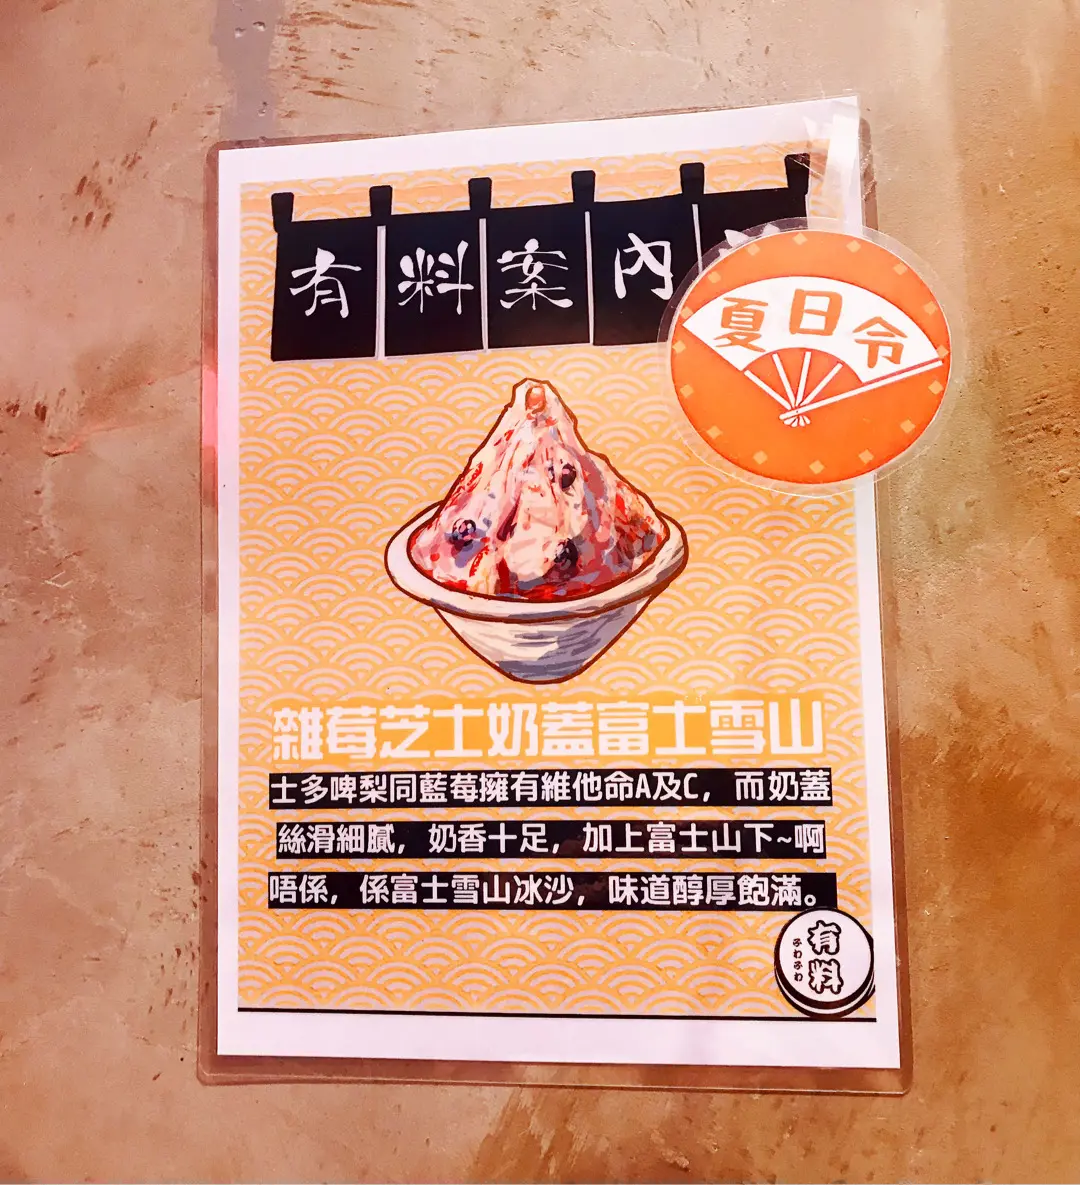 有料案內
夏日令
雜莓芝士奶蓋富士雪山
士多啤梨同藍莓擁有維他命A及C，而奶蓋
絲滑細膩，奶香十足，加上富士山下~啊
唔係，係富士雪山冰沙，味道醇厚飽滿。
有料